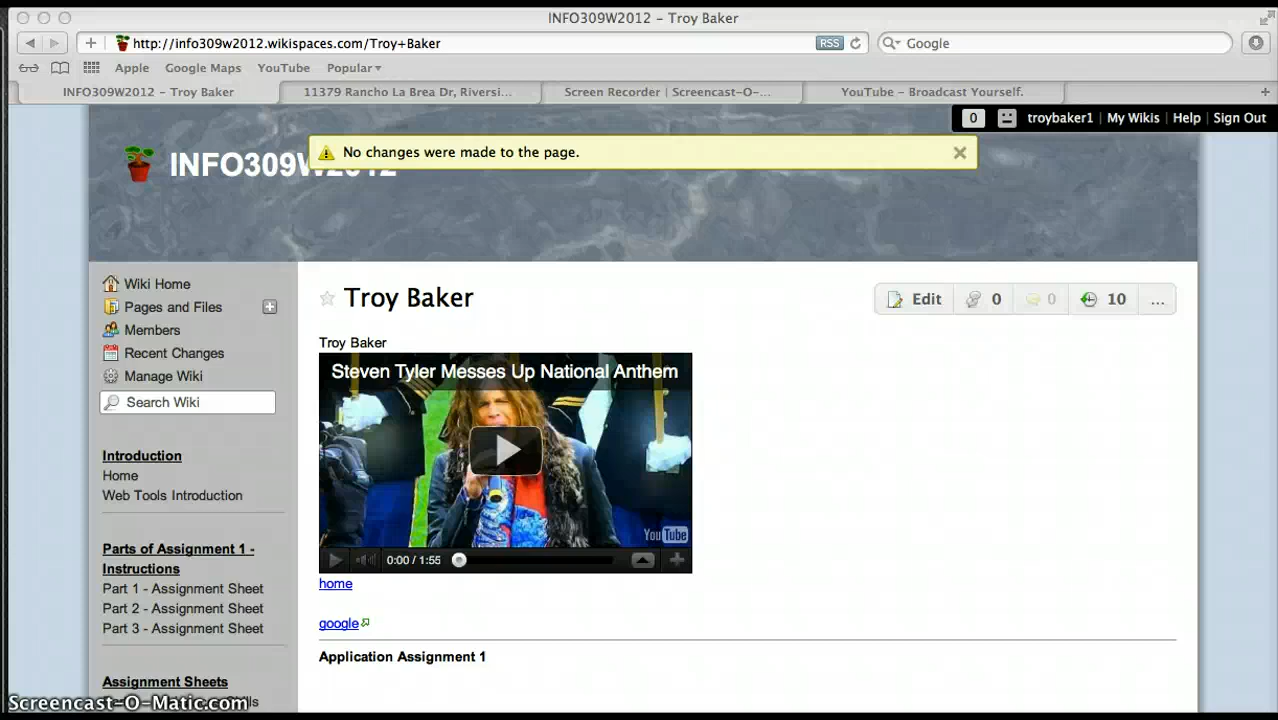 INFO309W2012 – Troy Baker
http://info309w2012.wikispaces.com/Troy+Baker
RSS
Google
Apple
Google Maps
YouTube
Popular
INFO309W2012 – Troy Baker
11379 Rancho La Brea Dr, Riversi...
Screen Recorder | Screencast-O-...
YouTube – Broadcast Yourself.
0
troybaker1
My Wikis
Help
Sign Out
No changes were made to the page.
INFO309W2012
Wiki Home
Pages and Files
Members
Recent Changes
Manage Wiki
Search Wiki
Introduction
Home
Web Tools Introduction
Parts of Assignment 1 -
Instructions
Part 1 - Assignment Sheet
Part 2 - Assignment Sheet
Part 3 - Assignment Sheet
Assignment Sheets
Troy Baker
Edit
0
0
10
...
Troy Baker
Steven Tyler Messes Up National Anthem
YouTube
0:00 / 1:55
home
google
Application Assignment 1
Screencast-O-Matic.com